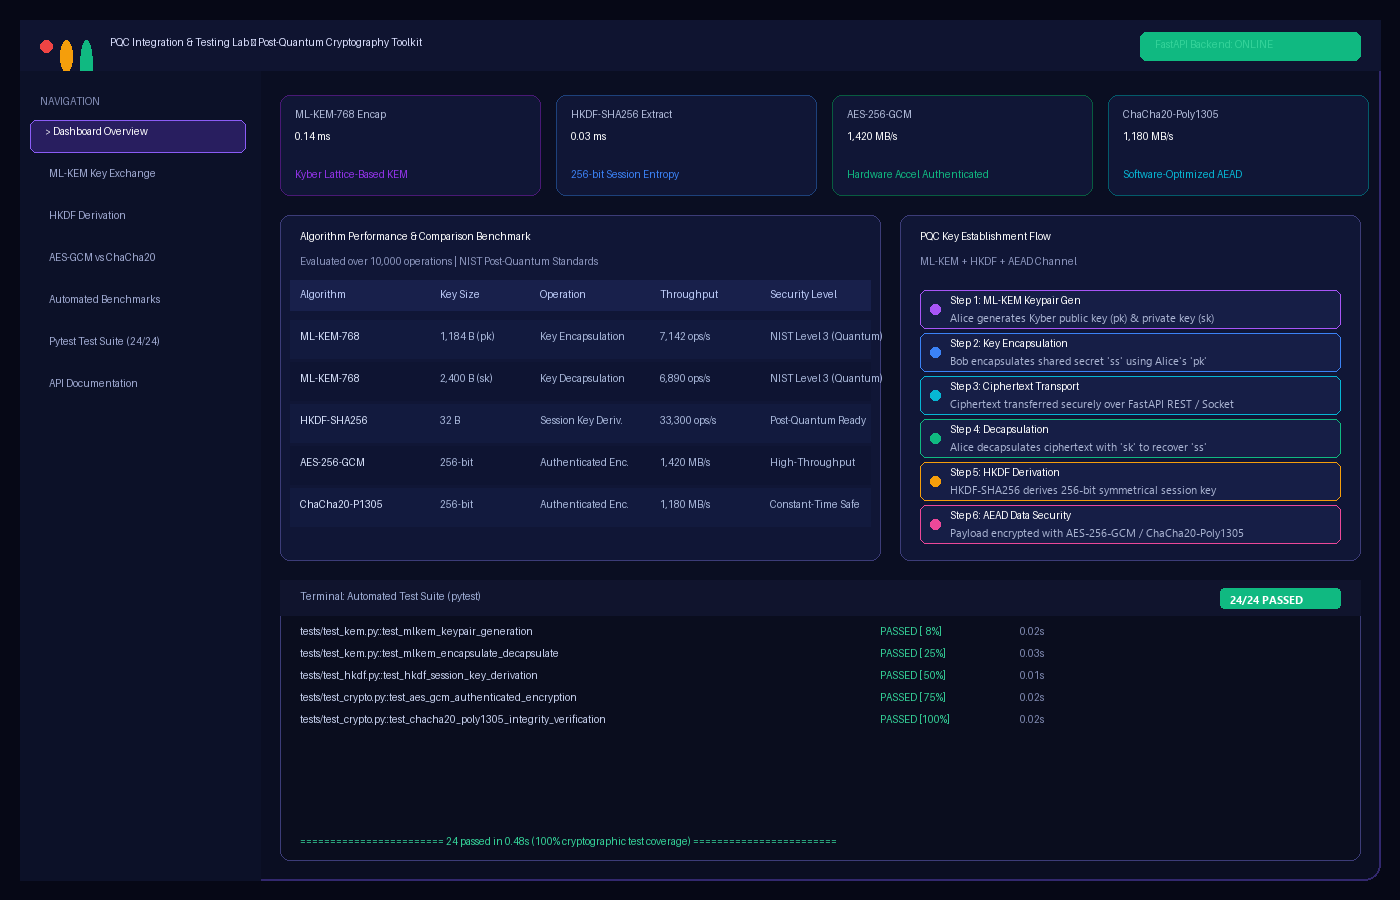 PQC Integration & Testing Lab ▯ Post-Quantum Cryptography Toolkit
FastAPI Backend: ONLINE
NAVIGATION
> Dashboard Overview
ML-KEM Key Exchange
HKDF Derivation
AES-GCM vs ChaCha20
Automated Benchmarks
Pytest Test Suite (24/24)
API Documentation
ML-KEM-768 Encap
0.14 ms
Kyber Lattice-Based KEM
HKDF-SHA256 Extract
0.03 ms
256-bit Session Entropy
AES-256-GCM
1,420 MB/s
Hardware Accel Authenticated
ChaCha20-Poly1305
1,180 MB/s
Software-Optimized AEAD
Algorithm Performance & Comparison Benchmark
Evaluated over 10,000 operations | NIST Post-Quantum Standards
Algorithm Key Size Operation Throughput Security Level
ML-KEM-768 1,184 B (pk) Key Encapsulation 7,142 ops/s NIST Level 3 (Quantum)
ML-KEM-768 2,400 B (sk) Key Decapsulation 6,890 ops/s NIST Level 3 (Quantum)
HKDF-SHA256 32 B Session Key Deriv. 33,300 ops/s Post-Quantum Ready
AES-256-GCM 256-bit Authenticated Enc. 1,420 MB/s High-Throughput
ChaCha20-P1305 256-bit Authenticated Enc. 1,180 MB/s Constant-Time Safe
PQC Key Establishment Flow
ML-KEM + HKDF + AEAD Channel
Step 1: ML-KEM Keypair Gen
Alice generates Kyber public key (pk) & private key (sk)
Step 2: Key Encapsulation
Bob encapsulates shared secret 'ss' using Alice's 'pk'
Step 3: Ciphertext Transport
Ciphertext transferred securely over FastAPI REST / Socket
Step 4: Decapsulation
Alice decapsulates ciphertext with 'sk' to recover 'ss'
Step 5: HKDF Derivation
HKDF-SHA256 derives 256-bit symmetrical session key
Step 6: AEAD Data Security
Payload encrypted with AES-256-GCM / ChaCha20-Poly1305
Terminal: Automated Test Suite (pytest)
24/24 PASSED
tests/test_kem.py::test_mlkem_keypair_generation PASSED [ 8%] 0.02s
tests/test_kem.py::test_mlkem_encapsulate_decapsulate PASSED [ 25%] 0.03s
tests/test_hkdf.py::test_hkdf_session_key_derivation PASSED [ 50%] 0.01s
tests/test_crypto.py::test_aes_gcm_authenticated_encryption PASSED [ 75%] 0.02s
tests/test_crypto.py::test_chacha20_poly1305_integrity_verification PASSED [100%] 0.02s
======================== 24 passed in 0.48s (100% cryptographic test coverage) ========================